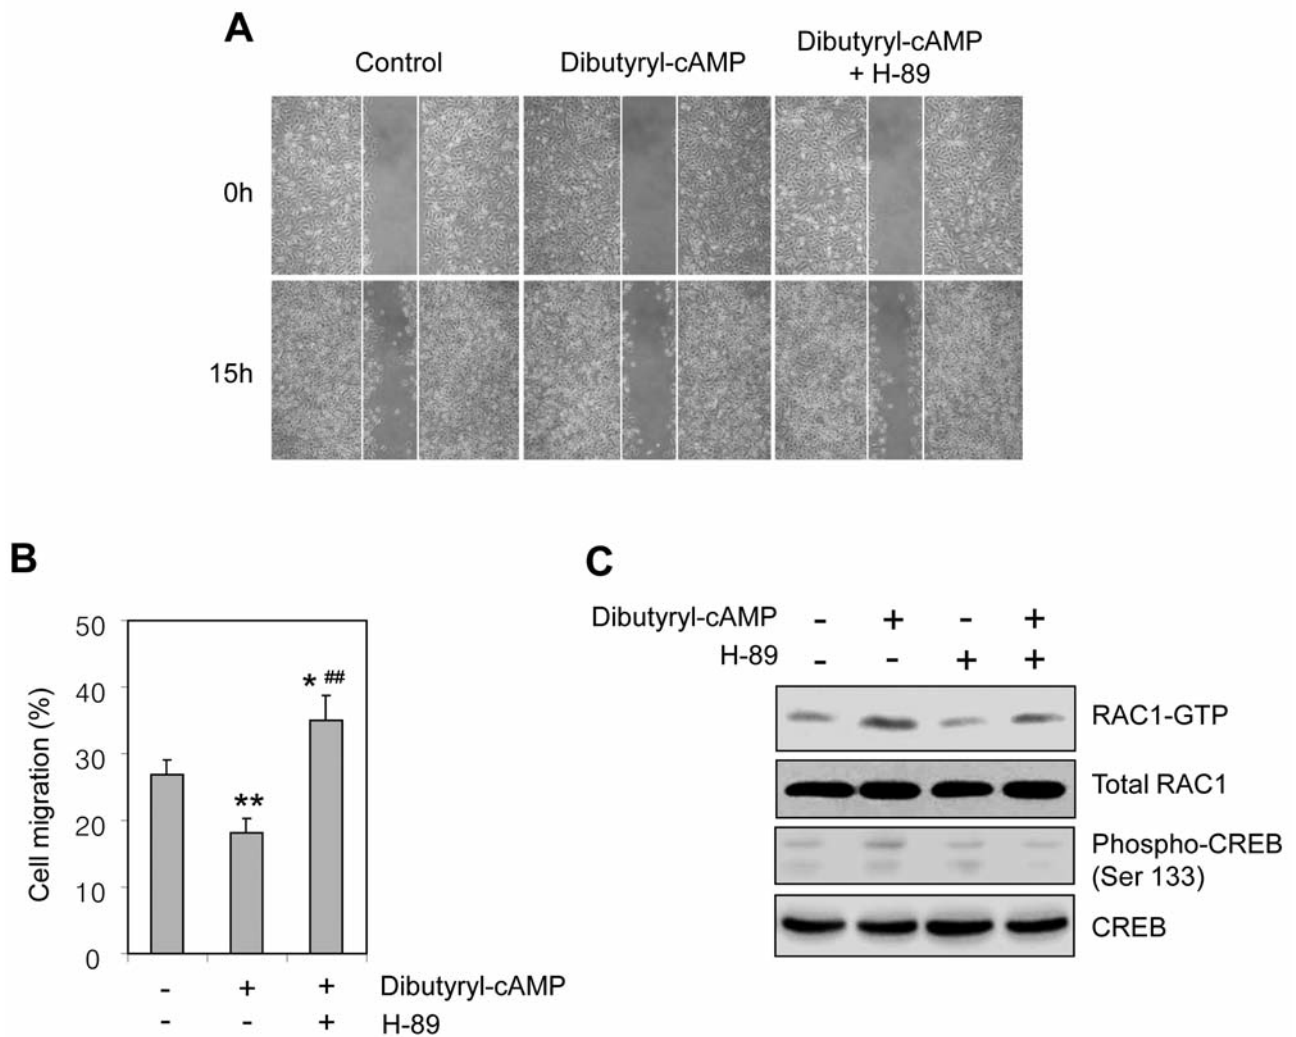 A
Control
Dibutyryl-cAMP
Dibutyryl-cAMP
+ H-89
0h
15h
B
50
40
30
20
10
0
Cell migration (%)
**
* ##
- + + Dibutyryl-cAMP
- - + H-89
C
Dibutyryl-cAMP - + - +
H-89 - - + +
RAC1-GTP
Total RAC1
Phospho-CREB
(Ser 133)
CREB